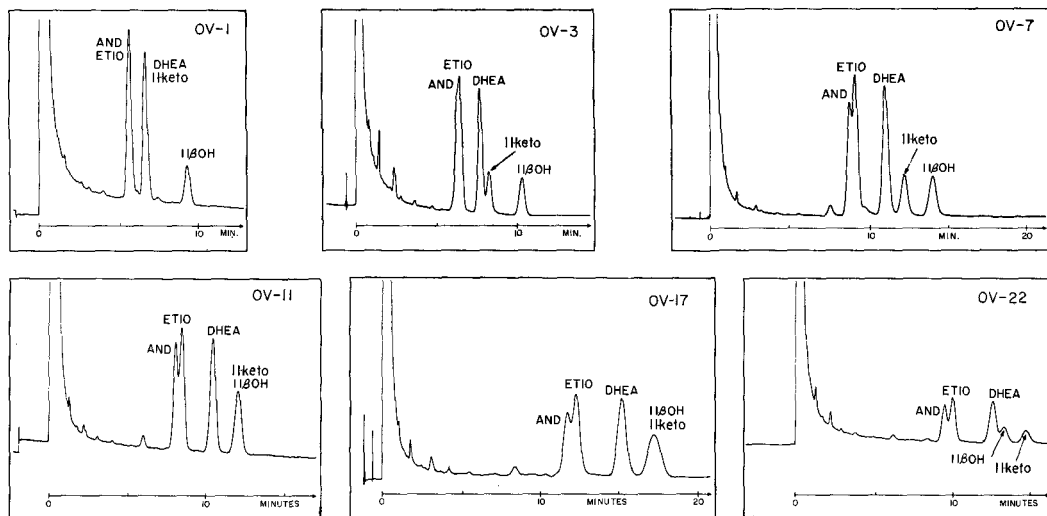 OV-1
AND
ETIO
DHEA
11keto
11βOH
0
10
MIN.
OV-3
ETIO
AND
DHEA
11keto
11βOH
0
10
MIN.
OV-7
ETIO
AND
DHEA
11keto
11βOH
0
10
MIN.
20
OV-11
ETIO
AND
DHEA
11keto
11βOH
0
10
MINUTES
OV-17
ETIO
AND
DHEA
11βOH
11keto
0
10
MINUTES
20
OV-22
ETIO
AND
DHEA
11βOH
11keto
0
10
MINUTES